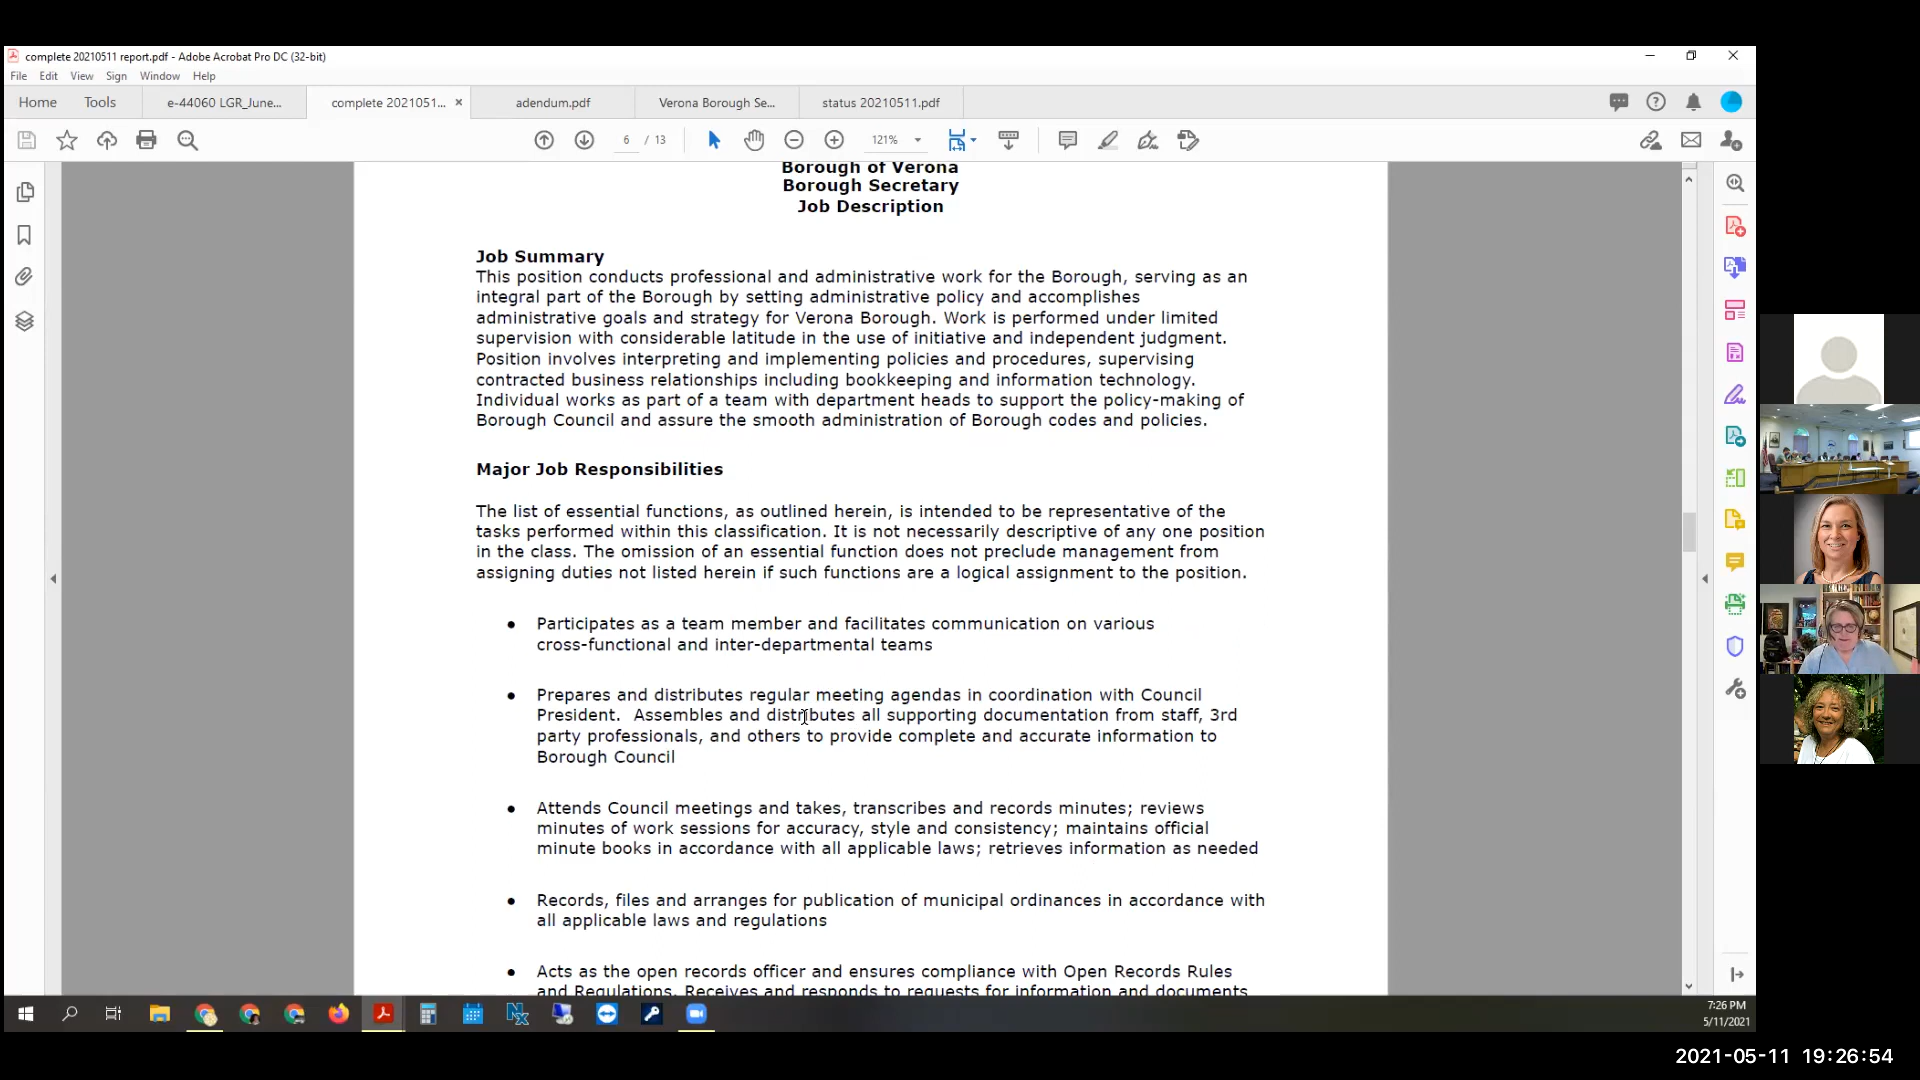 complete 20210511 report.pdf - Adobe Acrobat Pro DC (32-bit)
File Edit View Sign Window Help
Home Tools e-44060 LGR_June... complete 2021051... × adendum.pdf Verona Borough Se... status 20210511.pdf
6 / 13 121%
Borough of Verona
Borough Secretary
Job Description
Job Summary
This position conducts professional and administrative work for the Borough, serving as an
integral part of the Borough by setting administrative policy and accomplishes
administrative goals and strategy for Verona Borough. Work is performed under limited
supervision with considerable latitude in the use of initiative and independent judgment.
Position involves interpreting and implementing policies and procedures, supervising
contracted business relationships including bookkeeping and information technology.
Individual works as part of a team with department heads to support the policy-making of
Borough Council and assure the smooth administration of Borough codes and policies.
Major Job Responsibilities
The list of essential functions, as outlined herein, is intended to be representative of the
tasks performed within this classification. It is not necessarily descriptive of any one position
in the class. The omission of an essential function does not preclude management from
assigning duties not listed herein if such functions are a logical assignment to the position.
● Participates as a team member and facilitates communication on various
cross-functional and inter-departmental teams
● Prepares and distributes regular meeting agendas in coordination with Council
President. Assembles and distributes all supporting documentation from staff, 3rd
party professionals, and others to provide complete and accurate information to
Borough Council
● Attends Council meetings and takes, transcribes and records minutes; reviews
minutes of work sessions for accuracy, style and consistency; maintains official
minute books in accordance with all applicable laws; retrieves information as needed
● Records, files and arranges for publication of municipal ordinances in accordance with
all applicable laws and regulations
● Acts as the open records officer and ensures compliance with Open Records Rules
and Regulations. Receives and responds to requests for information and documents
7:26 PM
5/11/2021
2021-05-11 19:26:54